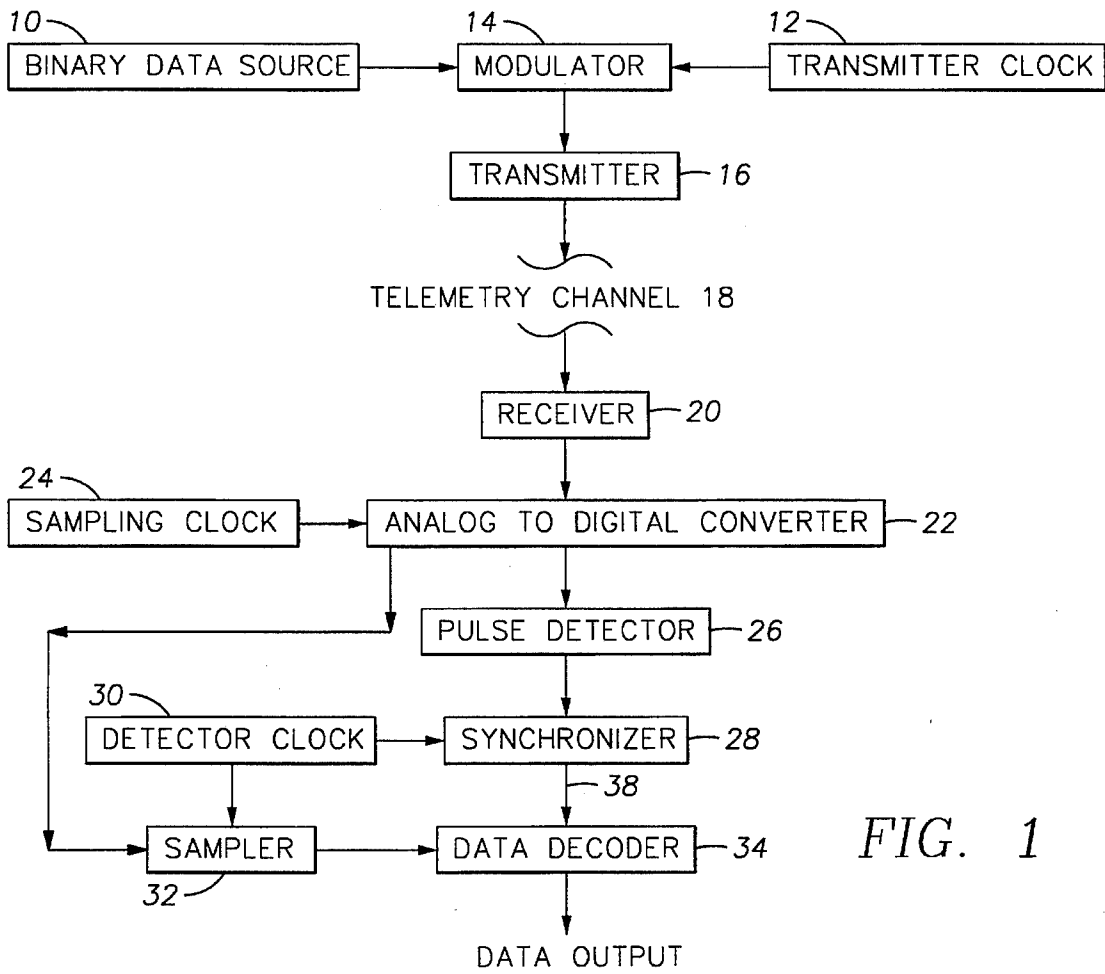 10
14
12
BINARY DATA SOURCE
MODULATOR
TRANSMITTER CLOCK
TRANSMITTER
16
TELEMETRY CHANNEL 18
RECEIVER
20
24
SAMPLING CLOCK
ANALOG TO DIGITAL CONVERTER
22
PULSE DETECTOR
26
30
DETECTOR CLOCK
SYNCHRONIZER
28
38
SAMPLER
DATA DECODER
34
32
FIG. 1
DATA OUTPUT